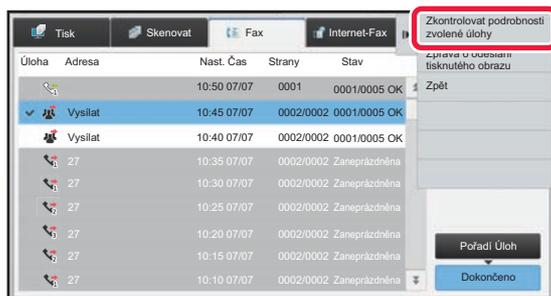 Tisk Skenovat Fax Internet-Fax
Zkontrolovat podrobnosti
zvolené úlohy
Zpráva o odeslání
tisknutého obrazu
Zpět
Úloha Adresa Nast. Čas Strany Stav
10:50 07/07 0001 0001/0005 OK
Vysílat 10:45 07/07 0002/0002 0001/0005 OK
Vysílat 10:40 07/07 0002/0002 0001/0005 OK
27 10:35 07/07 0002/0002 Zaneprázdněna
27 10:30 07/07 0002/0002 Zaneprázdněna
27 10:25 07/07 0002/0002 Zaneprázdněna
27 10:20 07/07 0002/0002 Zaneprázdněna
27 10:15 07/07 0002/0002 Zaneprázdněna
27 10:10 07/07 0002/0002 Zaneprázdněna
Pořadí Úloh
Dokončeno